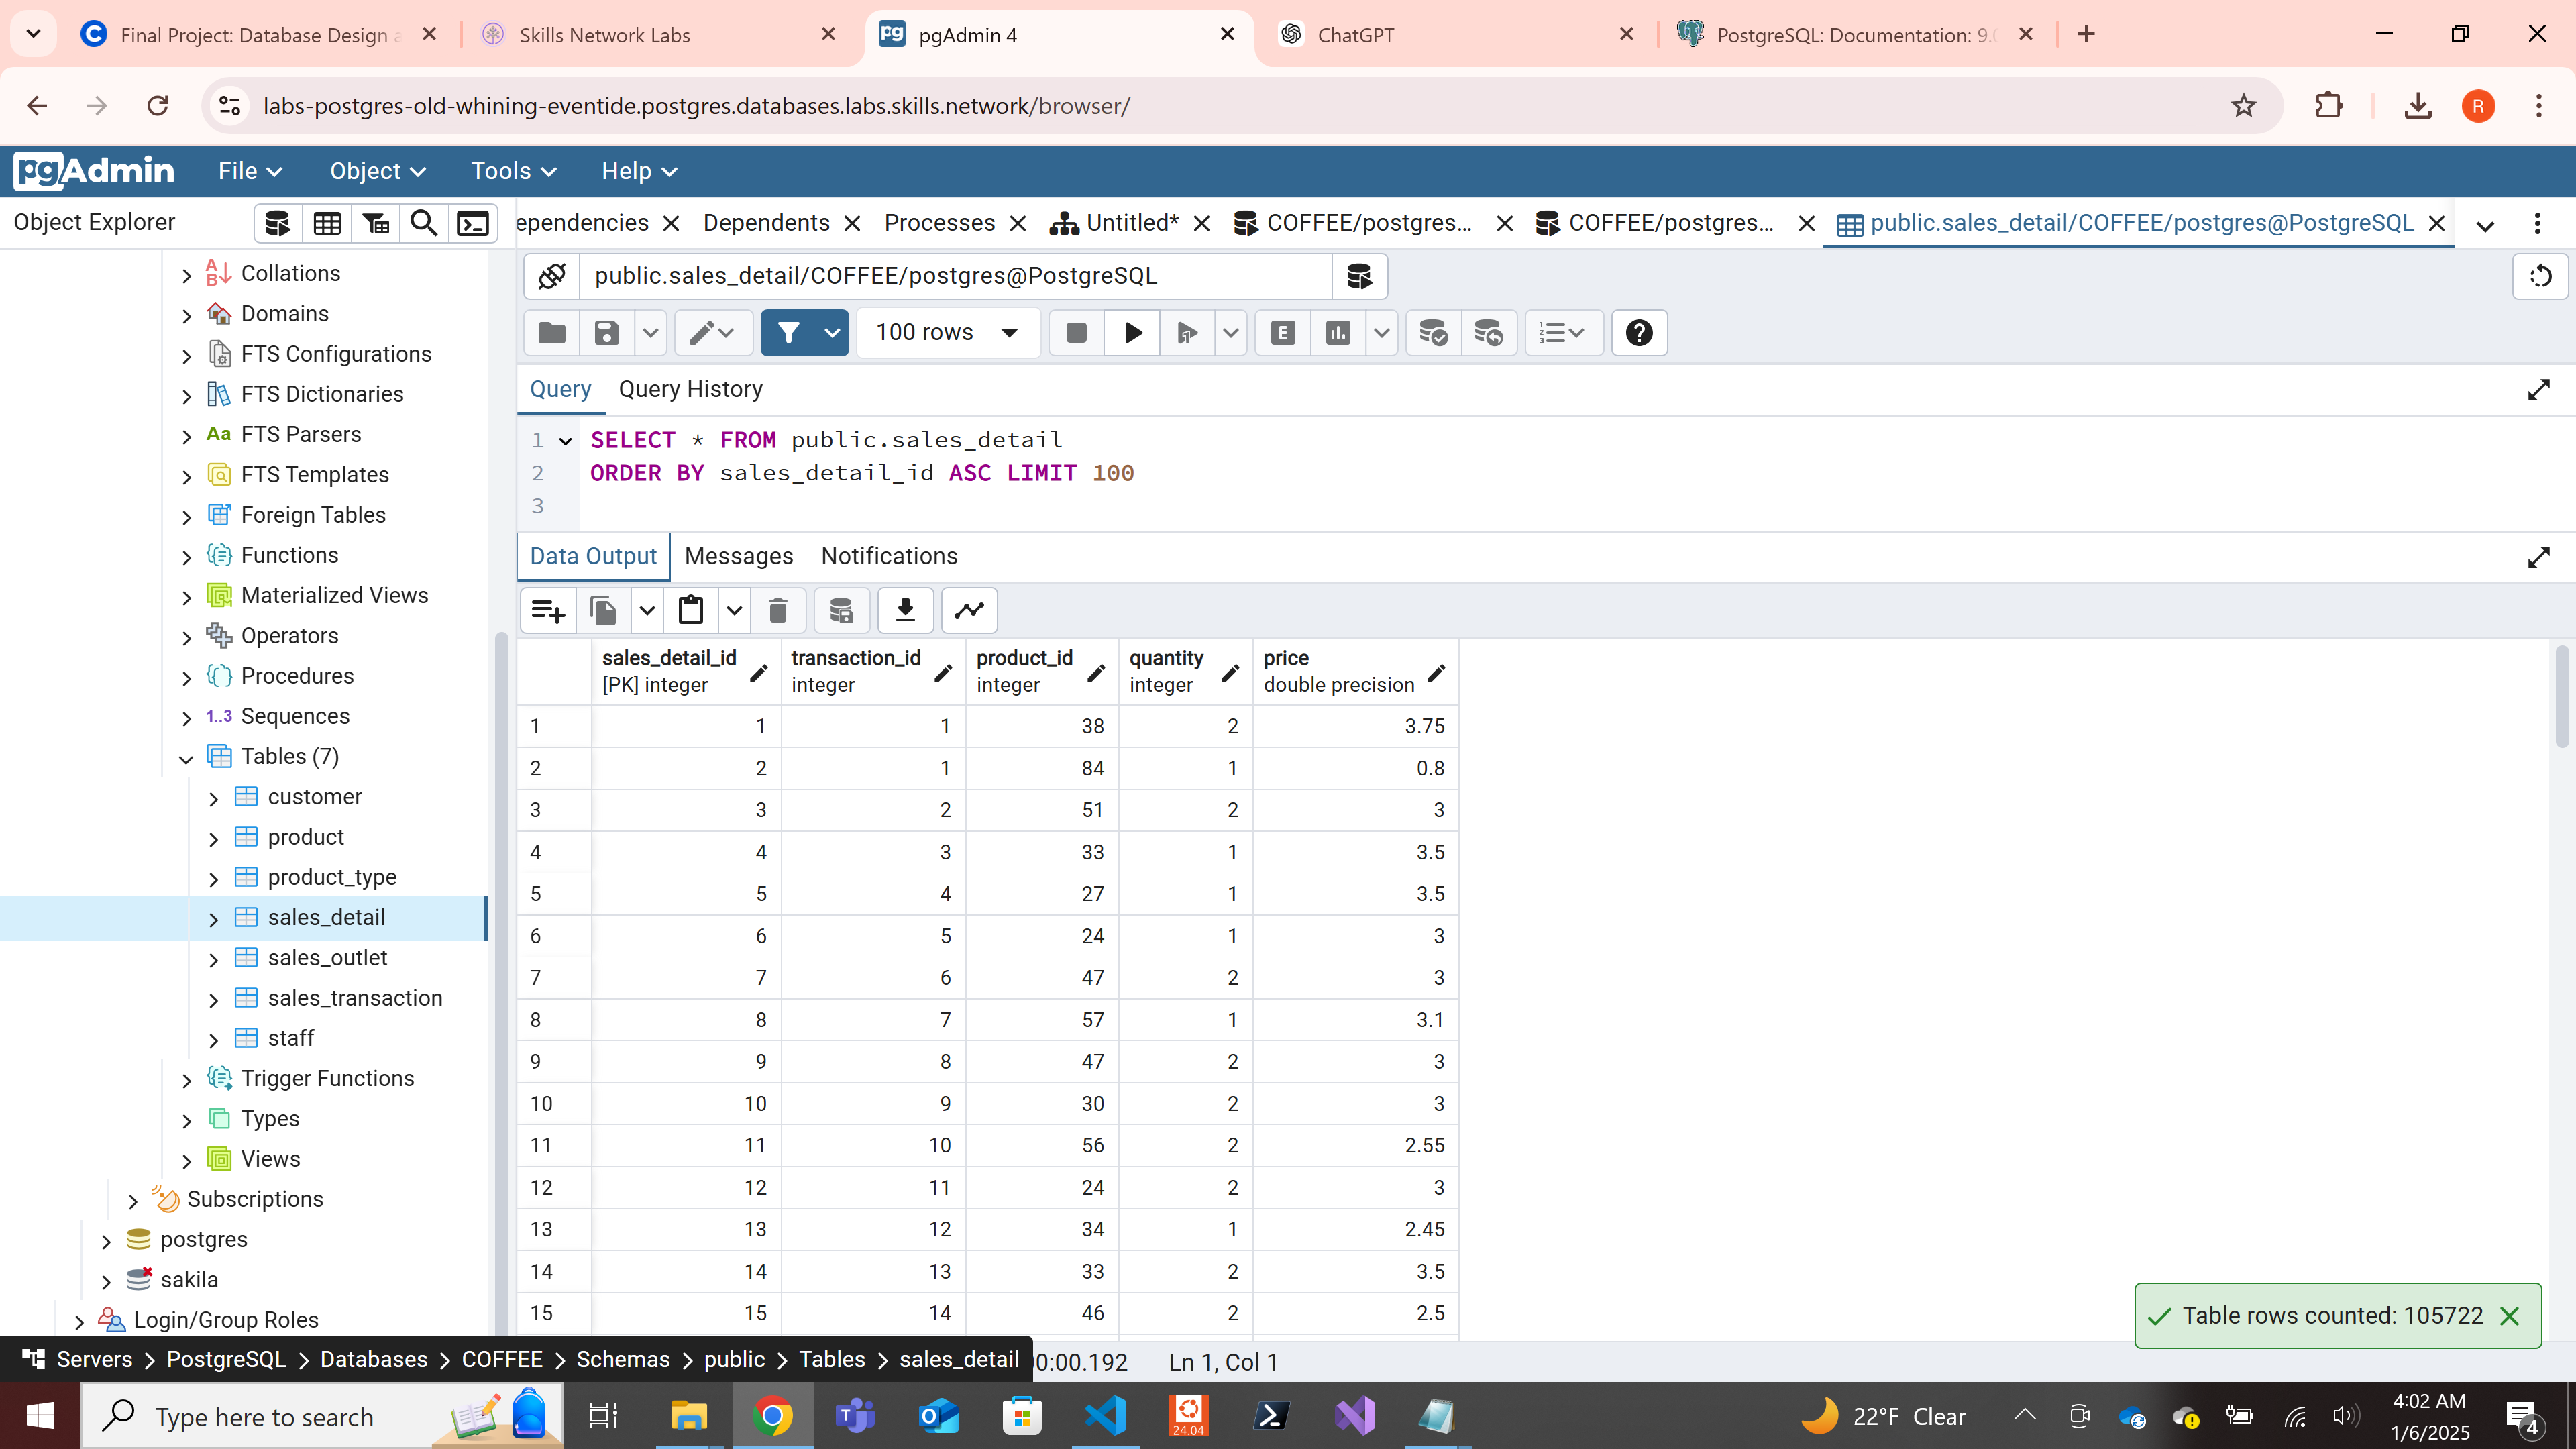 Final Project: Database Design a
Skills Network Labs
pgAdmin 4
ChatGPT
PostgreSQL: Documentation: 9.0
labs-postgres-old-whining-eventide.postgres.databases.labs.skills.network/browser/
R
pgAdmin
File
Object
Tools
Help
Object Explorer
ependencies
Dependents
Processes
Untitled*
COFFEE/postgres...
COFFEE/postgres...
public.sales_detail/COFFEE/postgres@PostgreSQL
Collations
Domains
FTS Configurations
FTS Dictionaries
FTS Parsers
FTS Templates
Foreign Tables
Functions
Materialized Views
Operators
Procedures
1..3 Sequences
Tables (7)
customer
product
product_type
sales_detail
sales_outlet
sales_transaction
staff
Trigger Functions
Types
Views
Subscriptions
postgres
sakila
Login/Group Roles
public.sales_detail/COFFEE/postgres@PostgreSQL
100 rows
E
Query
Query History
1 SELECT * FROM public.sales_detail
2 ORDER BY sales_detail_id ASC LIMIT 100
3
Data Output
Messages
Notifications
sales_detail_id transaction_id product_id quantity price
[PK] integer integer integer integer double precision
1 1 1 38 2 3.75
2 2 1 84 1 0.8
3 3 2 51 2 3
4 4 3 33 1 3.5
5 5 4 27 1 3.5
6 6 5 24 1 3
7 7 6 47 2 3
8 8 7 57 1 3.1
9 9 8 47 2 3
10 10 9 30 2 3
11 11 10 56 2 2.55
12 12 11 24 2 3
13 13 12 34 1 2.45
14 14 13 33 2 3.5
15 15 14 46 2 2.5
Table rows counted: 105722
Servers > PostgreSQL > Databases > COFFEE > Schemas > public > Tables > sales_detail
0:00.192
Ln 1, Col 1
Type here to search
24.04
22°F Clear
4:02 AM
1/6/2025
4